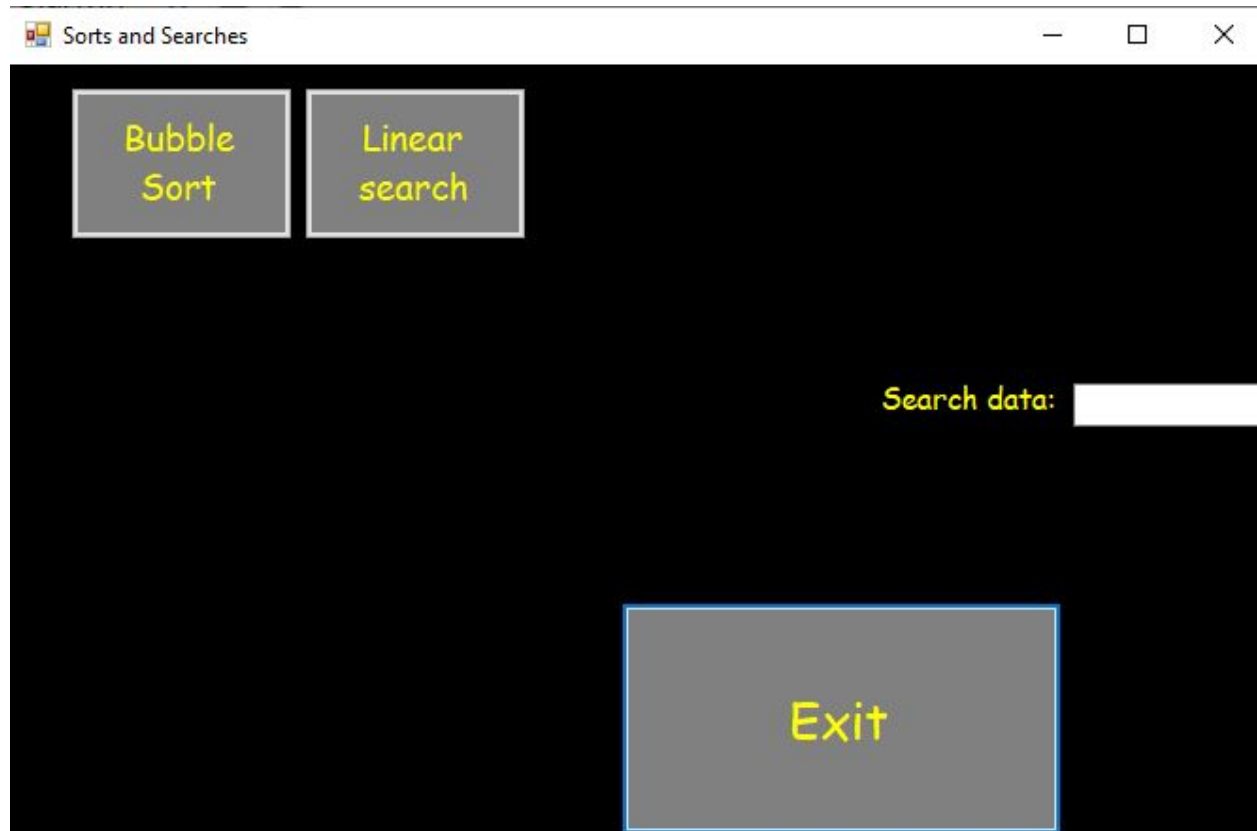 Sorts and Searches
Bubble
Sort
Linear
search
Search data:
Exit